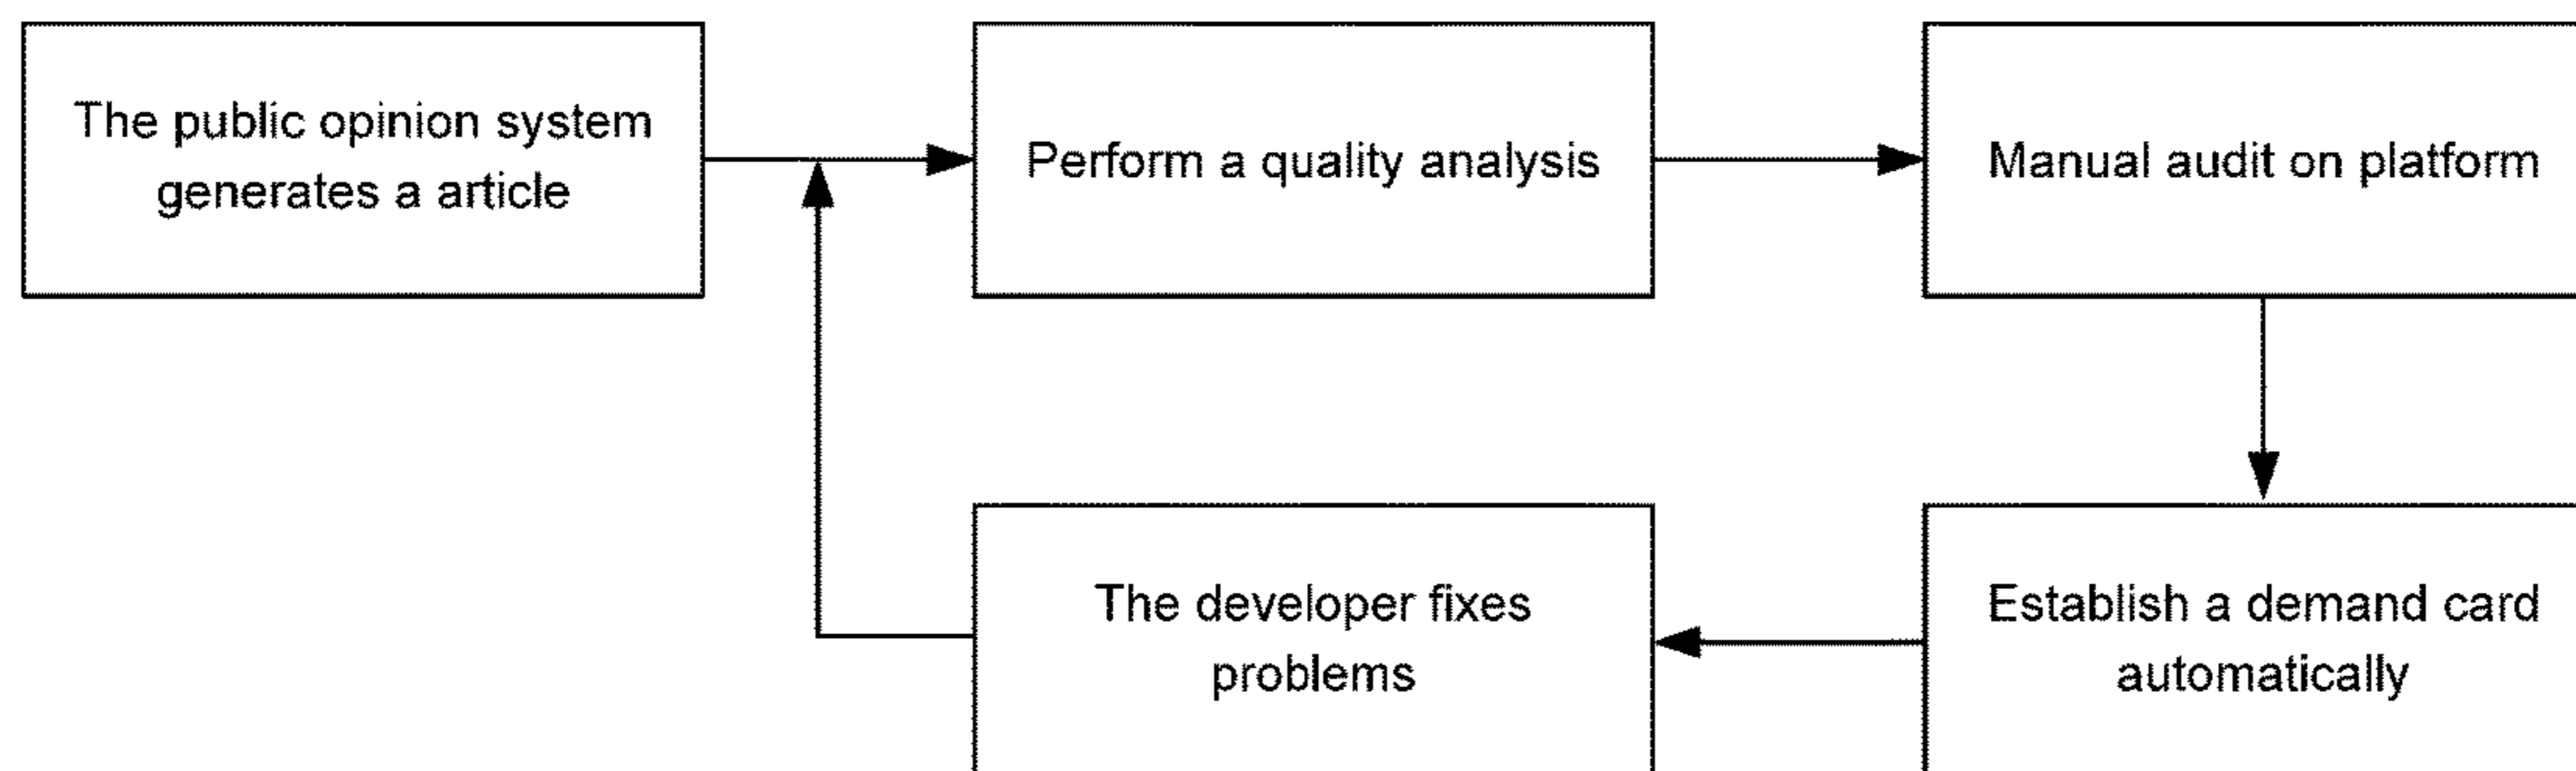 The public opinion system
generates a article
Perform a quality analysis
Manual audit on platform
The developer fixes
problems
Establish a demand card
automatically